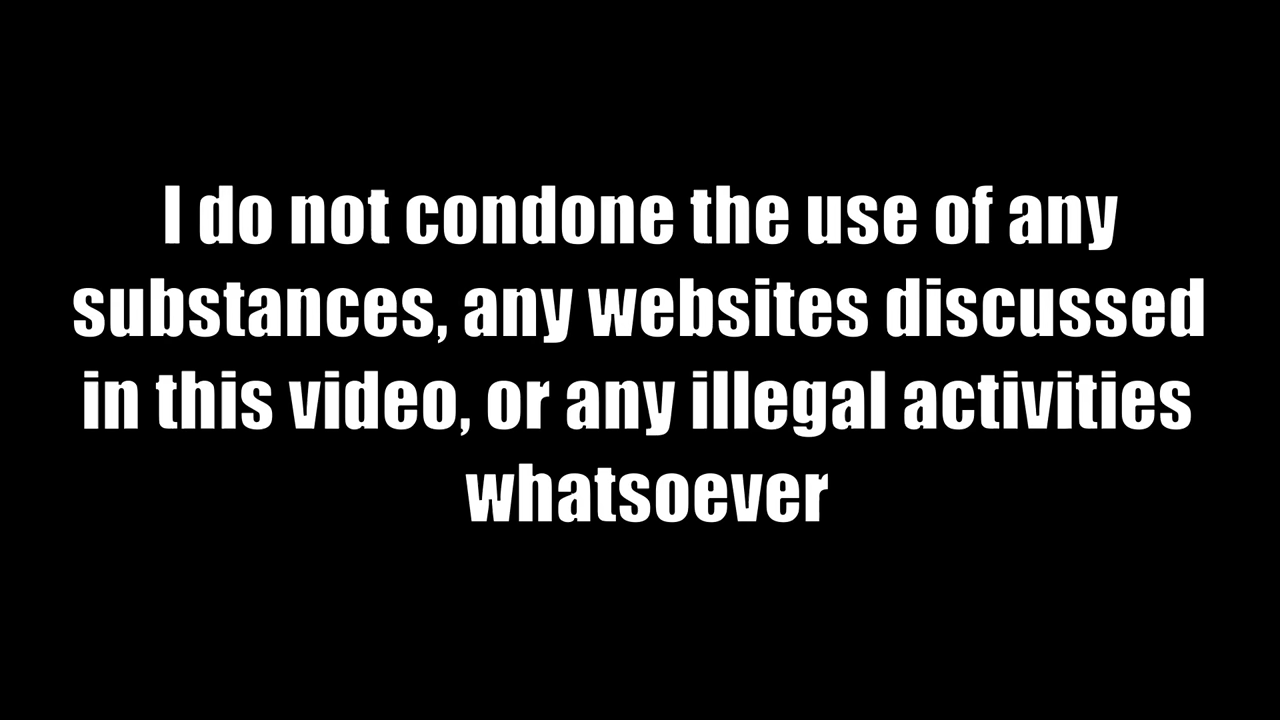 I do not condone the use of any
substances, any websites discussed
in this video, or any illegal activities
whatsoever